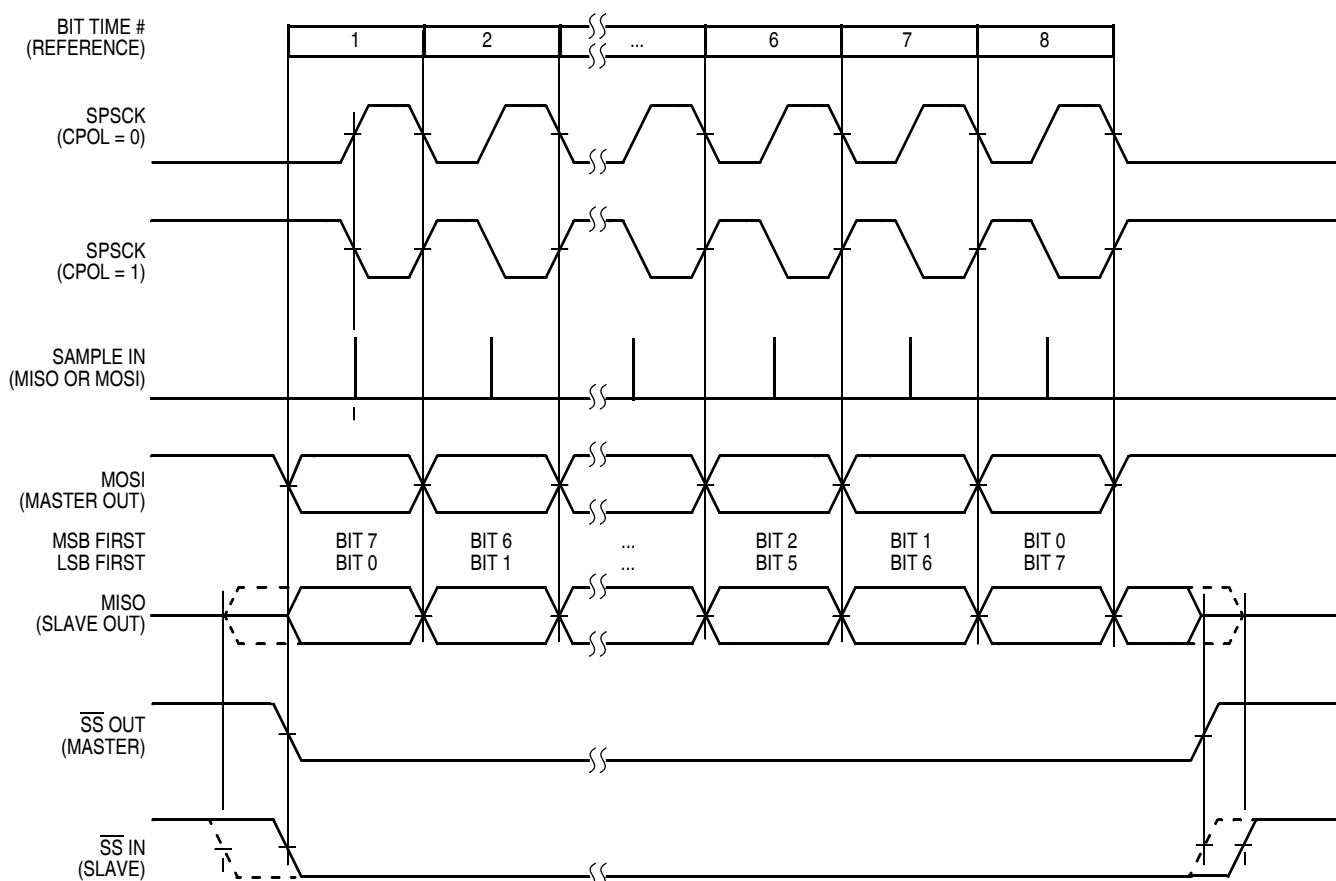 BIT TIME #
(REFERENCE)
1 2 ... 6 7 8
SPSCK
(CPOL = 0)
SPSCK
(CPOL = 1)
SAMPLE IN
(MISO OR MOSI)
MOSI
(MASTER OUT)
MSB FIRST BIT 7 BIT 6 ... BIT 2 BIT 1 BIT 0
LSB FIRST BIT 0 BIT 1 ... BIT 5 BIT 6 BIT 7
MISO
(SLAVE OUT)
S̅S̅ OUT
(MASTER)
S̅S̅ IN
(SLAVE)